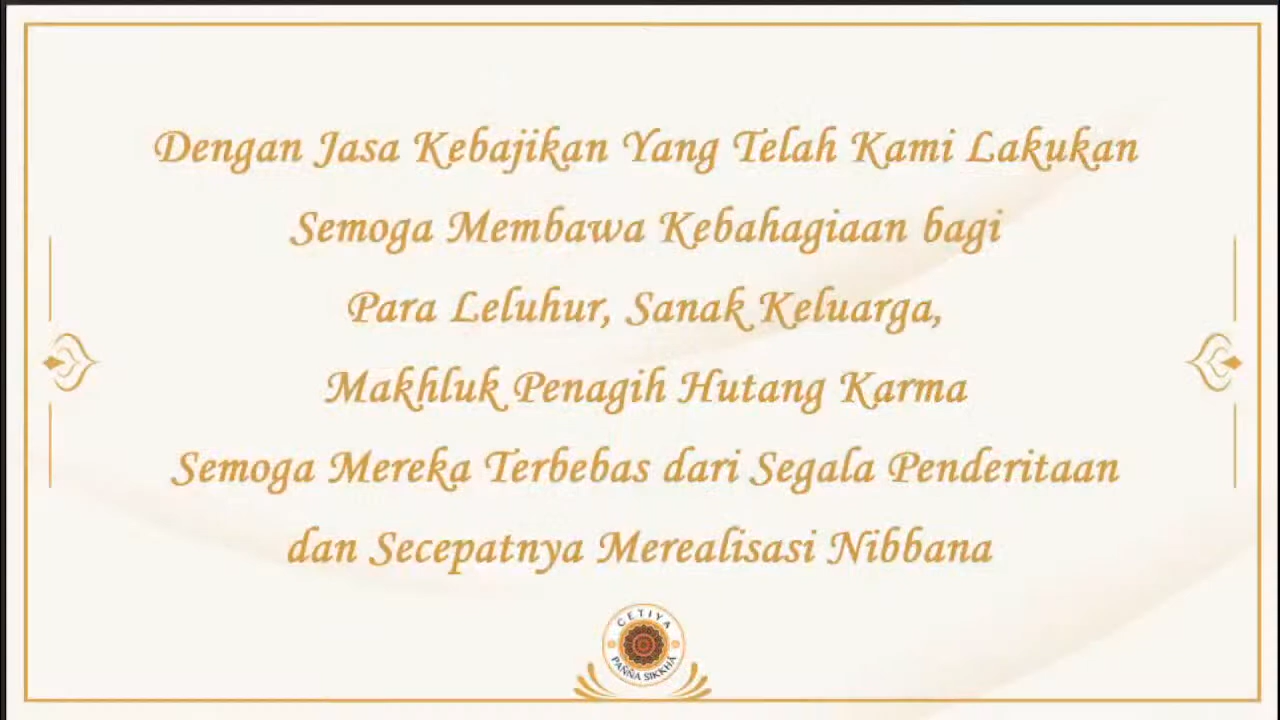 Dengan Jasa Kebajikan Yang Telah Kami Lakukan
Semoga Membawa Kebahagiaan bagi
Para Leluhur, Sanak Keluarga,
Makhluk Penagih Hutang Karma
Semoga Mereka Terbebas dari Segala Penderitaan
dan Secepatnya Merealisasi Nibbana
CETIYA
PAÑÑA SIKKHĀ